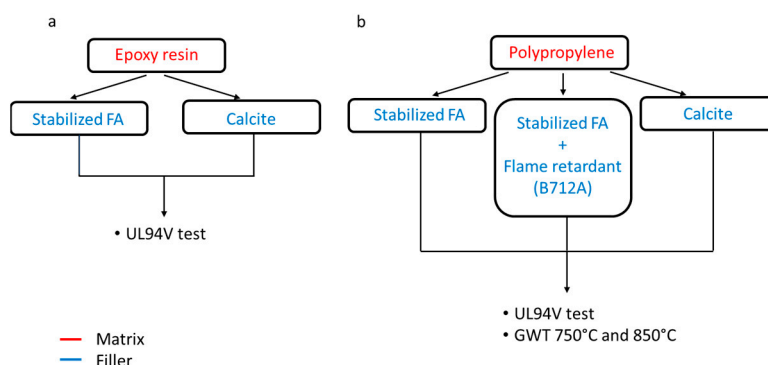 a
Epoxy resin
Stabilized FA
Calcite
• UL94V test
b
Polypropylene
Stabilized FA
Stabilized FA
+
Flame retardant
(B712A)
Calcite
• UL94V test
• GWT 750°C and 850°C
Matrix
Filler